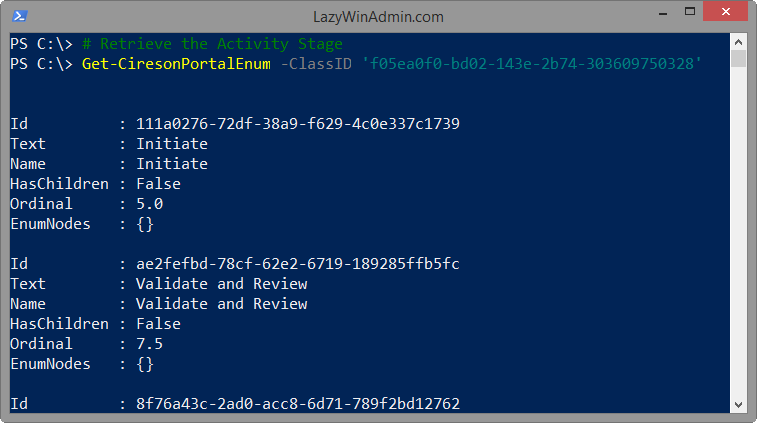 LazyWinAdmin.com
PS C:\> # Retrieve the Activity Stage
PS C:\> Get-CiresonPortalEnum -ClassID 'f05ea0f0-bd02-143e-2b74-303609750328'
Id : 111a0276-72df-38a9-f629-4c0e337c1739
Text : Initiate
Name : Initiate
HasChildren : False
Ordinal : 5.0
EnumNodes : {}
Id : ae2fefbd-78cf-62e2-6719-189285ffb5fc
Text : Validate and Review
Name : Validate and Review
HasChildren : False
Ordinal : 7.5
EnumNodes : {}
Id : 8f76a43c-2ad0-acc8-6d71-789f2bd12762